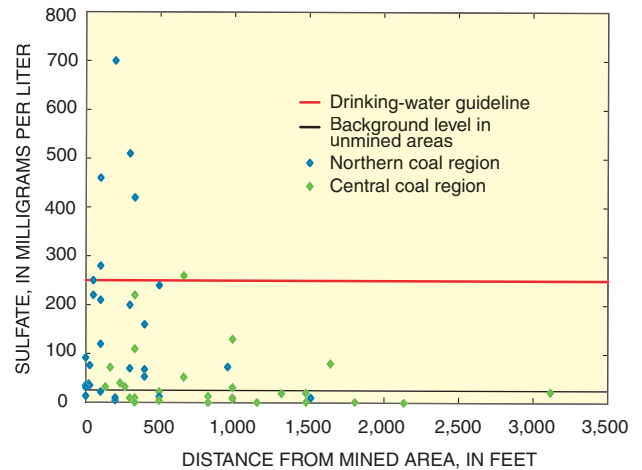 SULFATE, IN MILLIGRAMS PER LITER
800
700
600
500
400
300
200
100
0
Drinking-water guideline
Background level in
unmined areas
Northern coal region
Central coal region
0
500
1,000
1,500
2,000
2,500
3,000
3,500
DISTANCE FROM MINED AREA, IN FEET